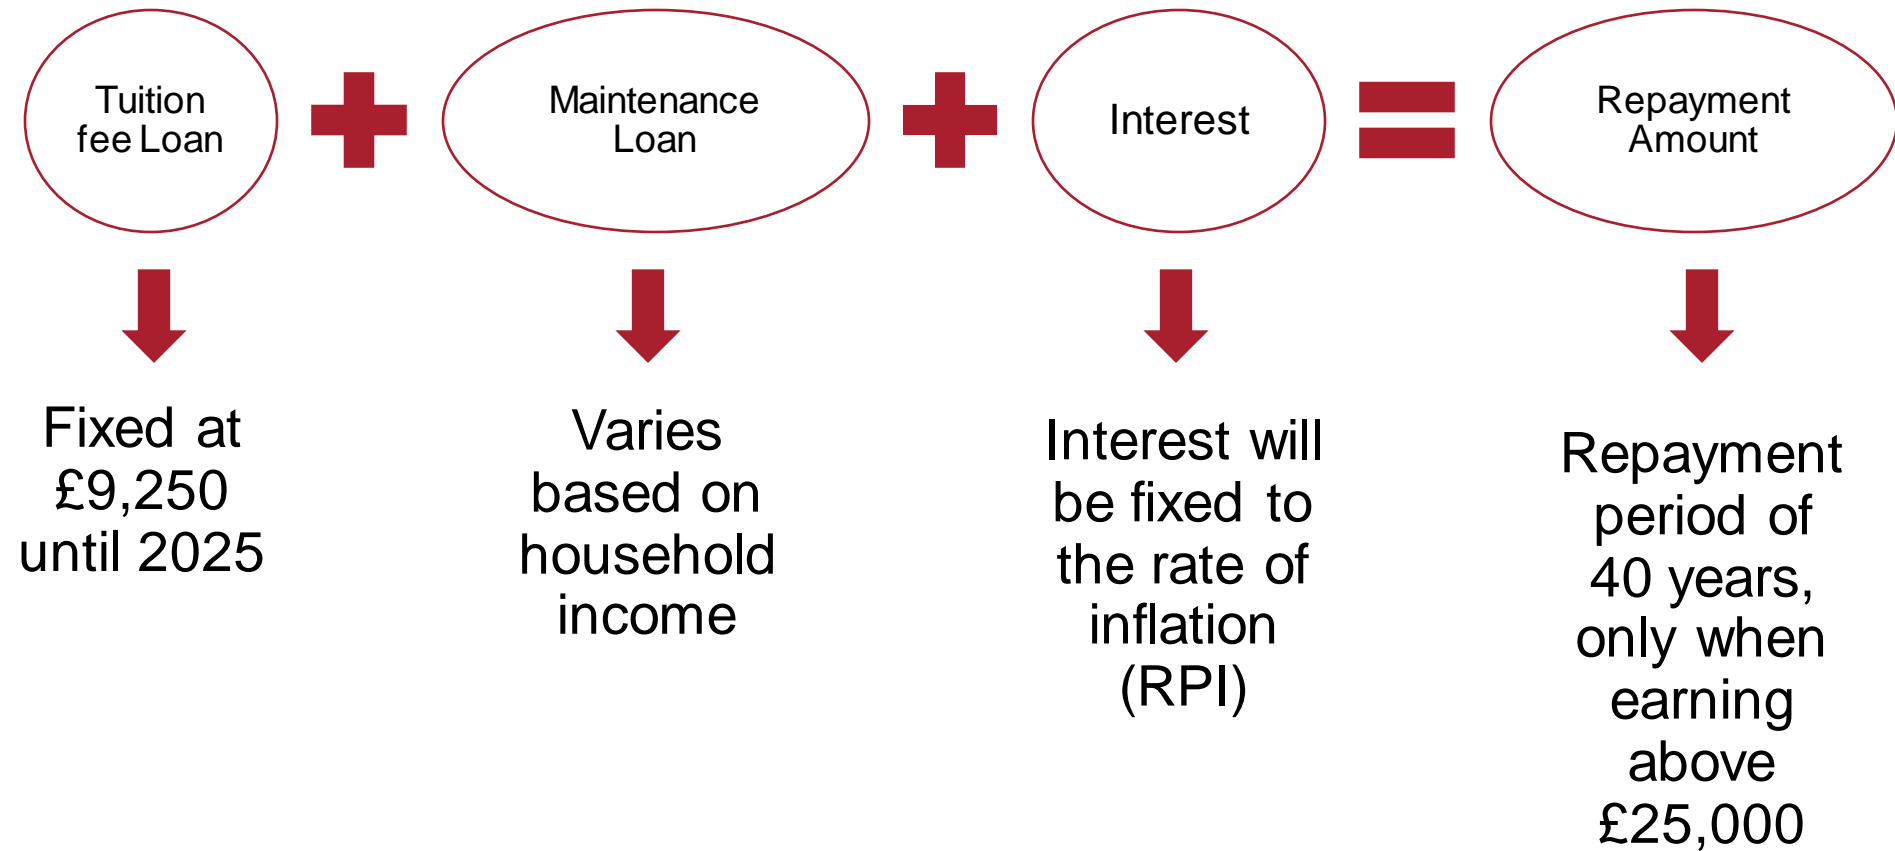 Tuition
fee Loan
Maintenance
Loan
Interest
Repayment
Amount
Fixed at
£9,250
until 2025
Varies
based on
household
income
Interest will
be fixed to
the rate of
inflation
(RPI)
Repayment
period of
40 years,
only when
earning
above
£25,000